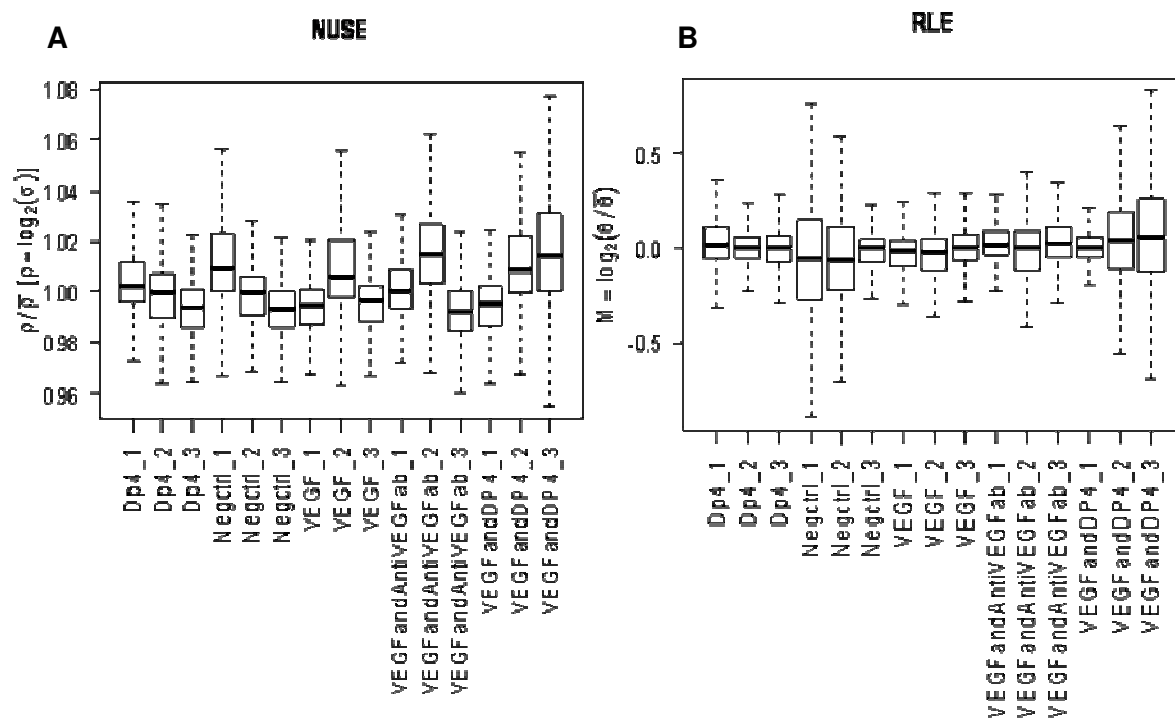 A
NUSE
1.08
1.06
1.04
1.02
1.00
0.98
0.96
ρ/ρ̅ [ρ=log₂(σ)]
Dp4_1
Dp4_2
Dp4_3
Negctrl_1
Negctrl_2
Negctrl_3
VEGF_1
VEGF_2
VEGF_3
VEGFandAntiVEGFab_1
VEGFandAntiVEGFab_2
VEGFandAntiVEGFab_3
VEGFandDP4_1
VEGFandDP4_2
VEGFandDP4_3
B
RLE
0.5
0.0
-0.5
M = log₂(θ/θ̅)
Dp4_1
Dp4_2
Dp4_3
Negctrl_1
Negctrl_2
Negctrl_3
VEGF_1
VEGF_2
VEGF_3
VEGFandAntiVEGFab_1
VEGFandAntiVEGFab_2
VEGFandAntiVEGFab_3
VEGFandDP4_1
VEGFandDP4_2
VEGFandDP4_3